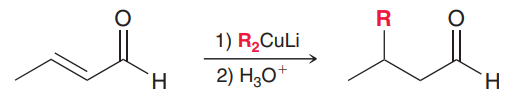 O
H
1) R₂CuLi
2) H₃O⁺
R
O
H